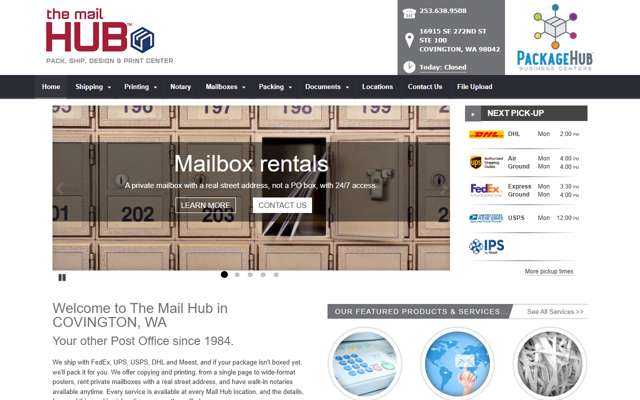 the mail
HUB
PACK, SHIP, DESIGN & PRINT CENTER
253.638.9508
16915 SE 272ND ST
STE 100
COVINGTON, WA 98042
Today: Closed
PACKAGEHUB
BUSINESS CENTERS
Home Shipping Printing Notary Mailboxes Packing Documents Locations Contact Us File Upload
Mailbox rentals
A private mailbox with a real street address, not a PO box, with 24/7 access
LEARN MORE CONTACT US
202 203 205
NEXT PICK-UP
DHL DHL Mon 2:00 PM
ups Authorized Shipping Outlet Air Mon 4:00 PM
Ground Mon 4:00 PM
FedEx Express Mon 3:30 PM
Ground Mon 4:00 PM
USPS Mon 12:00 PM
IPS
More pickup times
Welcome to The Mail Hub in
COVINGTON, WA
Your other Post Office since 1984.
We ship with FedEx, UPS, USPS, DHL and Meest, and if your package isn't boxed yet,
we'll pack it for you. We offer copying and printing, from a single page to wide-format
posters, rent private mailboxes with a real street address, and have walk-in notaries
available anytime. Every service is available at every Mail Hub location, and the details,
OUR FEATURED PRODUCTS & SERVICES...
See All Services >>